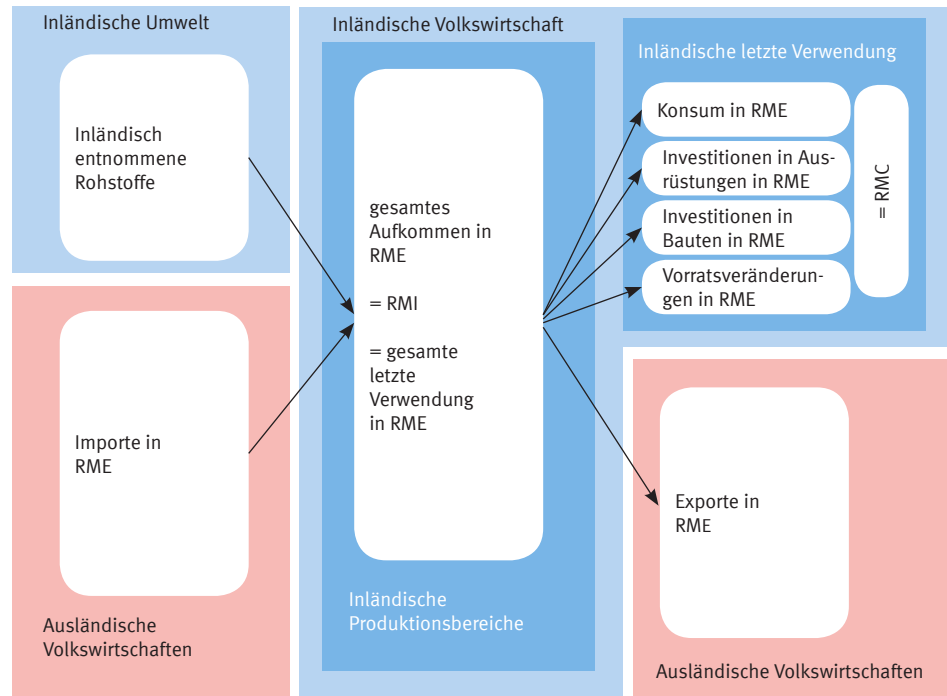 Inländische Umwelt
Inländisch
entnommene
Rohstoffe
Importe in
RME
Ausländische
Volkswirtschaften
Inländische Volkswirtschaft
gesamtes
Aufkommen in
RME
= RMI
= gesamte
letzte
Verwendung
in RME
Inländische
Produktionsbereiche
Inländische letzte Verwendung
Konsum in RME
Investitionen in Aus-
rüstungen in RME
Investitionen in
Bauten in RME
Vorratsveränderun-
gen in RME
= RMC
Exporte in
RME
Ausländische Volkswirtschaften